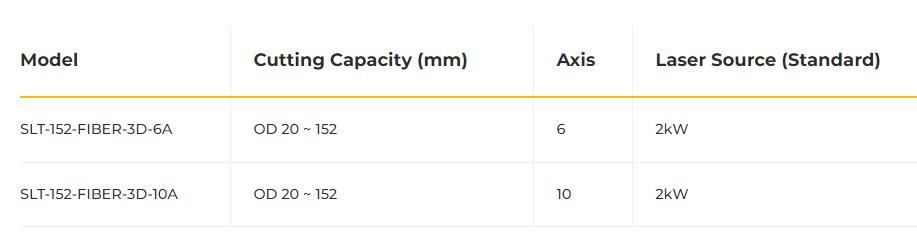 Model Cutting Capacity (mm) Axis Laser Source (Standard)
SLT-152-FIBER-3D-6A OD 20 ~ 152 6 2kW
SLT-152-FIBER-3D-10A OD 20 ~ 152 10 2kW